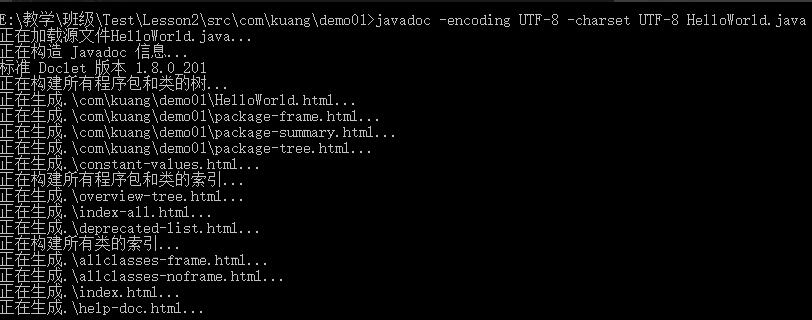 E:\教学\班级\Test\Lesson2\src\com\kuang\demo01>javadoc -encoding UTF-8 -charset UTF-8 HelloWorld.java
正在加载源文件HelloWorld.java...
正在构造 Javadoc 信息...
标准 Doclet 版本 1.8.0_201
正在构建所有程序包和类的树...
正在生成.\com\kuang\demo01\HelloWorld.html...
正在生成.\com\kuang\demo01\package-frame.html...
正在生成.\com\kuang\demo01\package-summary.html...
正在生成.\com\kuang\demo01\package-tree.html...
正在生成.\constant-values.html...
正在构建所有程序包和类的索引...
正在生成.\overview-tree.html...
正在生成.\index-all.html...
正在生成.\deprecated-list.html...
正在构建所有类的索引...
正在生成.\allclasses-frame.html...
正在生成.\allclasses-noframe.html...
正在生成.\index.html...
正在生成.\help-doc.html...